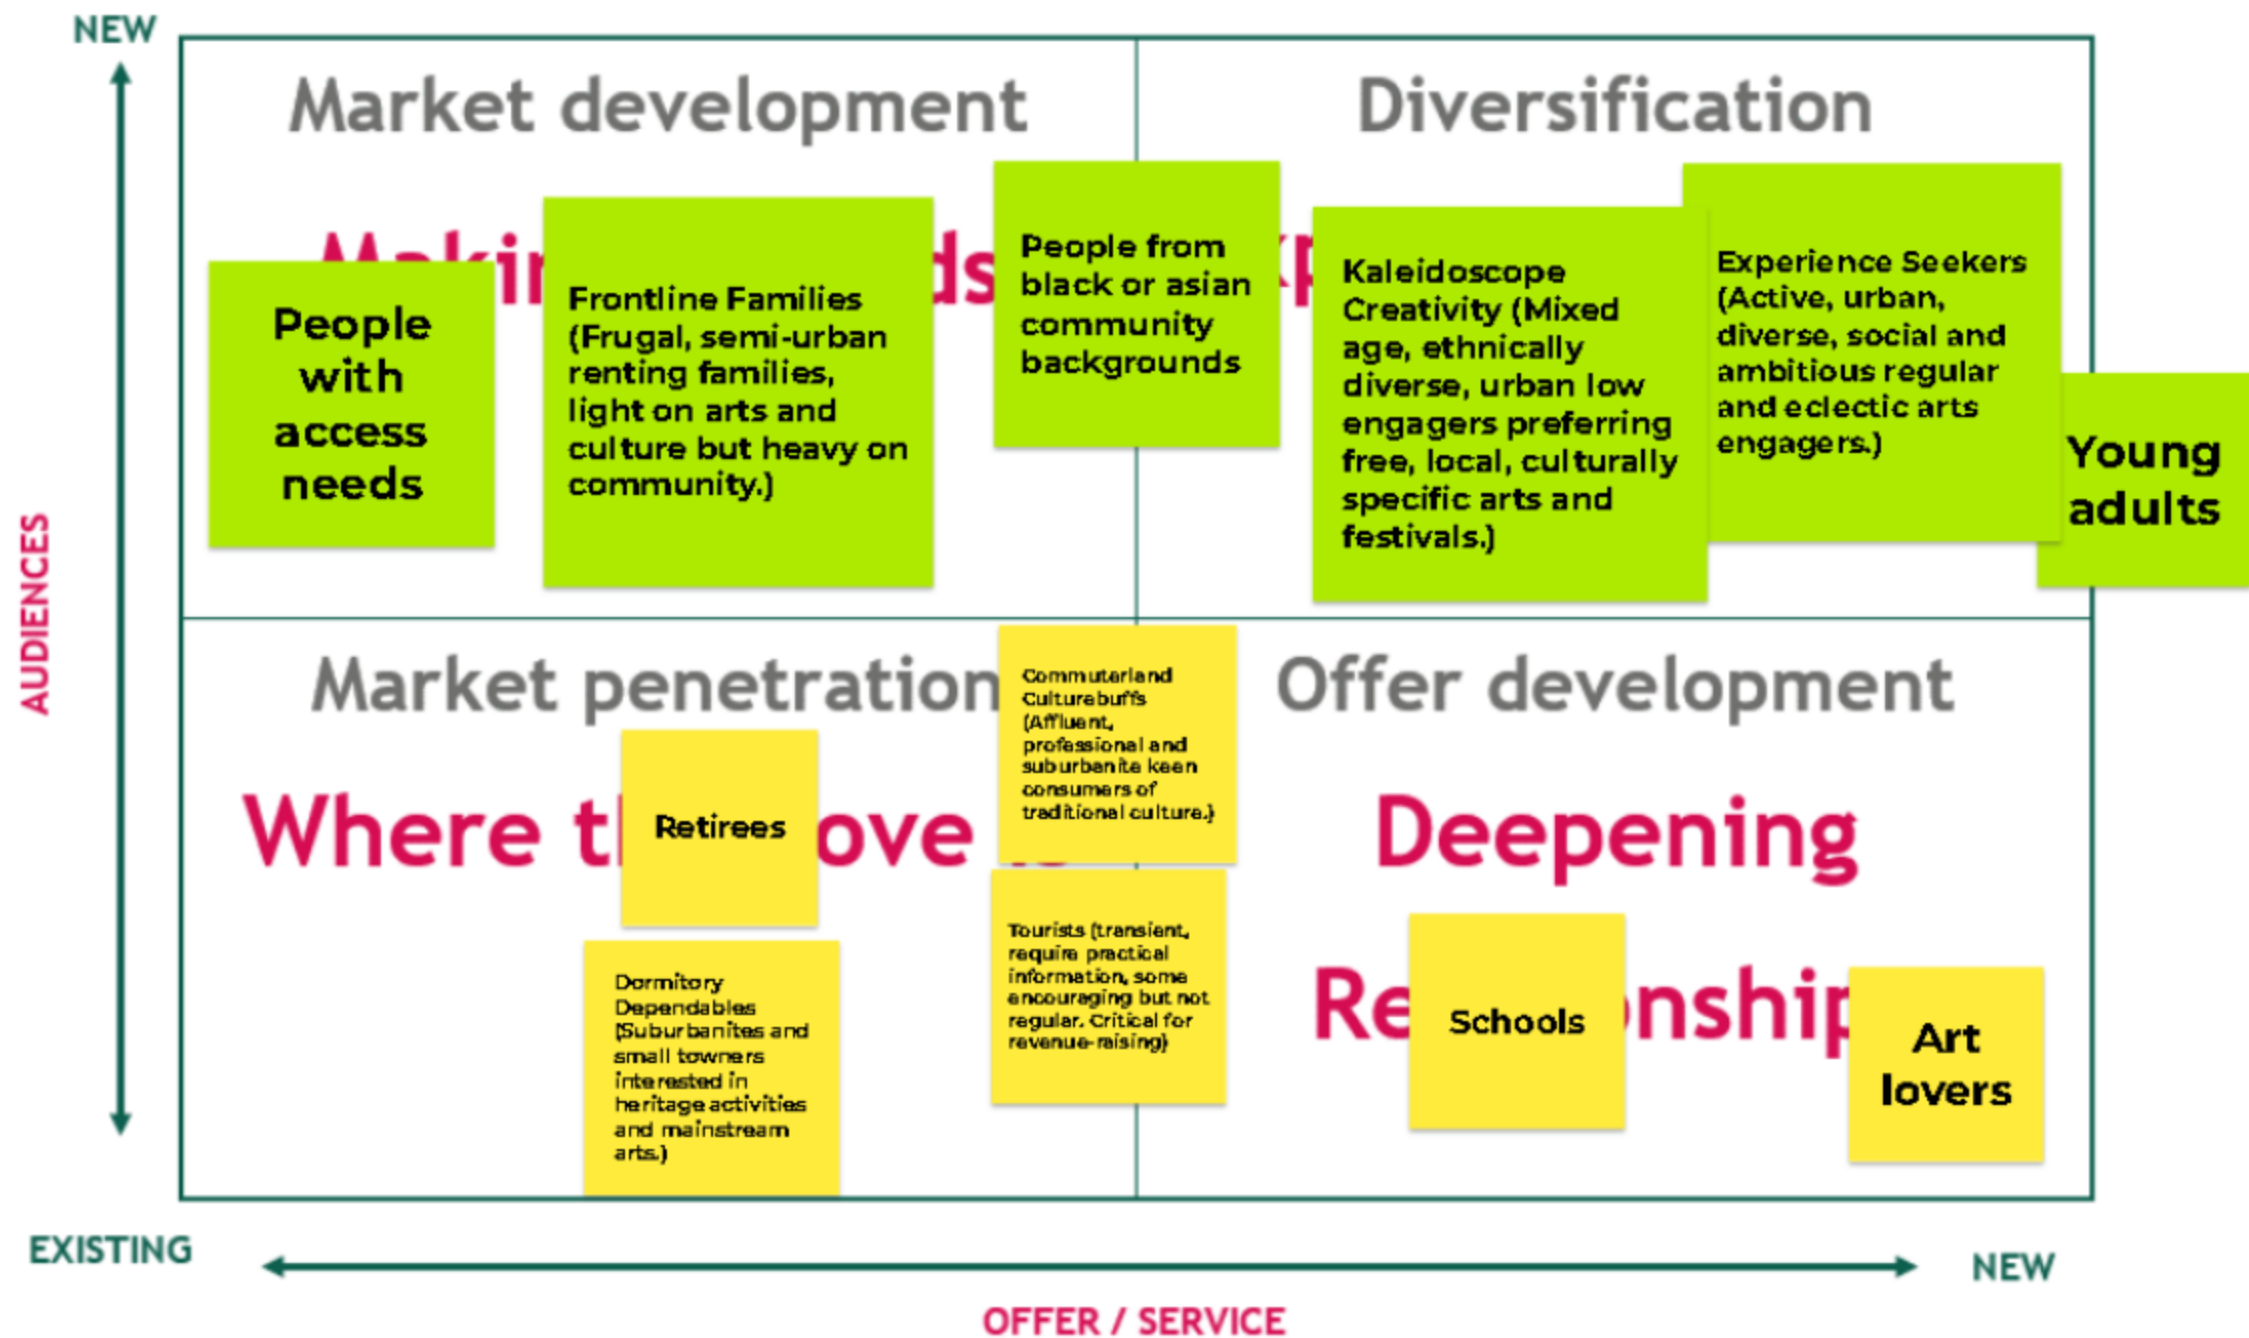 NEW
Market development
Diversification
People
with
access
needs
Frontline Families
(Frugal, semi-urban
renting families,
light on arts and
culture but heavy on
community.)
People from
black or asian
community
backgrounds
Kaleidoscope
Creativity (Mixed
age, ethnically
diverse, urban low
engagers preferring
free, local, culturally
specific arts and
festivals.)
Experience Seekers
(Active, urban,
diverse, social and
ambitious regular
and eclectic arts
engagers.)
Young
adults
AUDIENCES
Market penetration
Offer development
Where
Retirees
Commuterland
Culturebuffs
(Affluent,
professional and
suburbanite keen
consumers of
traditional culture.)
Dormitory
Dependables
(Suburbanites and
small towners
interested in
heritage activities
and mainstream
arts.)
Tourists (transient,
require practical
information, some
encouraging but not
regular. Critical for
revenue-raising)
Deepening
Schools
Art
lovers
EXISTING
NEW
OFFER / SERVICE